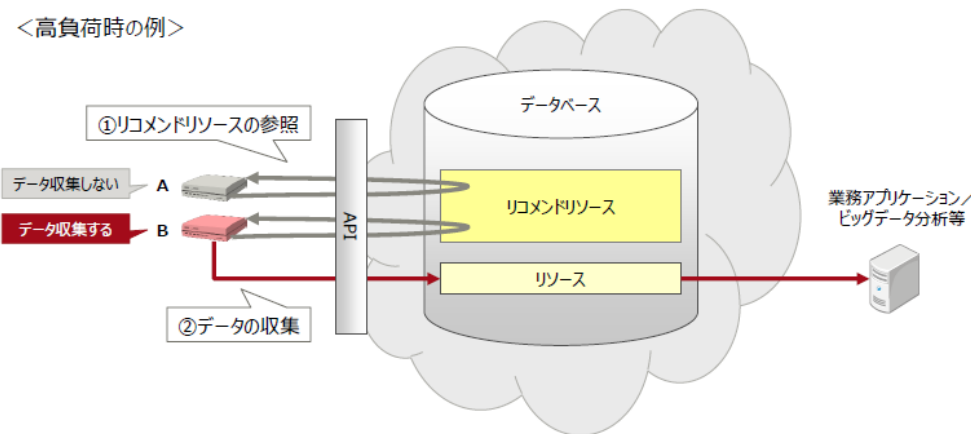 ＜高負荷時の例＞
データベース
①リコメンドリソースの参照
データ収集しない
A
リコメンドリソース
データ収集する
B
API
業務アプリケーション／
ビッグデータ分析等
リソース
②データの収集